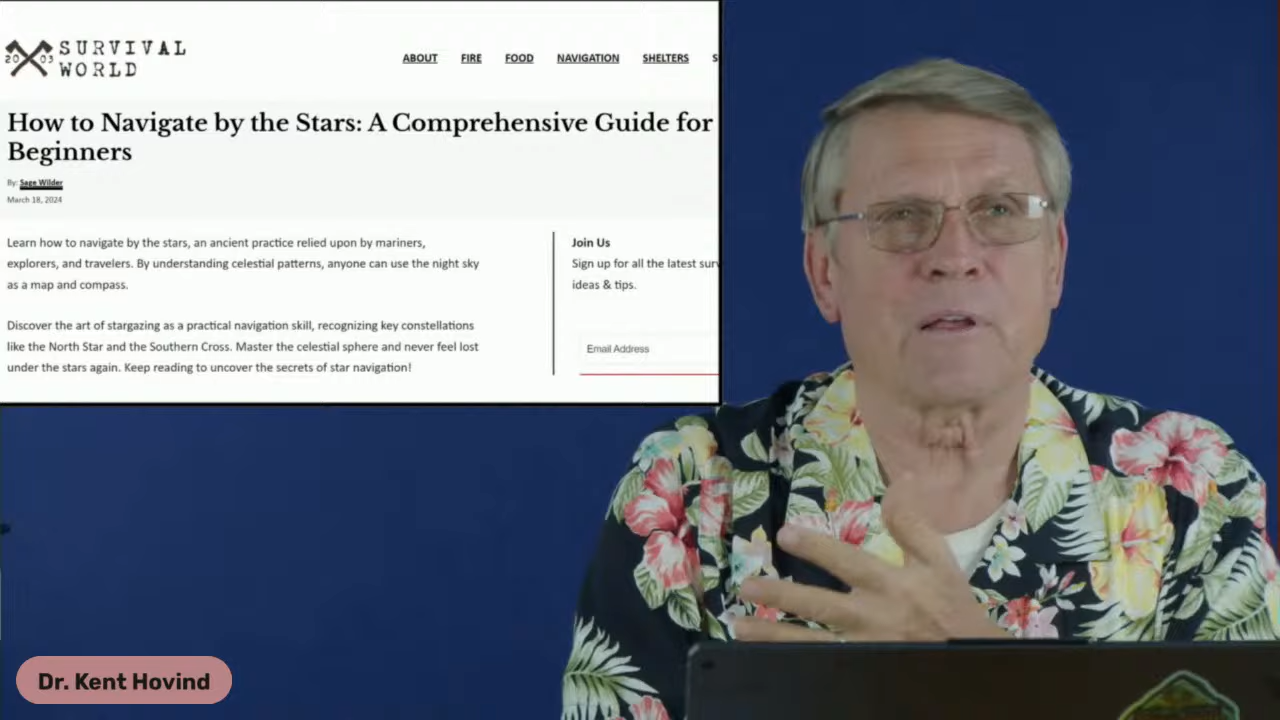 2003
SURVIVAL
WORLD
ABOUT FIRE FOOD NAVIGATION SHELTERS S
How to Navigate by the Stars: A Comprehensive Guide for
Beginners
By: Sage Wilder
March 18, 2024
Learn how to navigate by the stars, an ancient practice relied upon by mariners,
explorers, and travelers. By understanding celestial patterns, anyone can use the night sky
as a map and compass.
Discover the art of stargazing as a practical navigation skill, recognizing key constellations
like the North Star and the Southern Cross. Master the celestial sphere and never feel lost
under the stars again. Keep reading to uncover the secrets of star navigation!
Join Us
Sign up for all the latest surv
ideas & tips.
Email Address
Dr. Kent Hovind